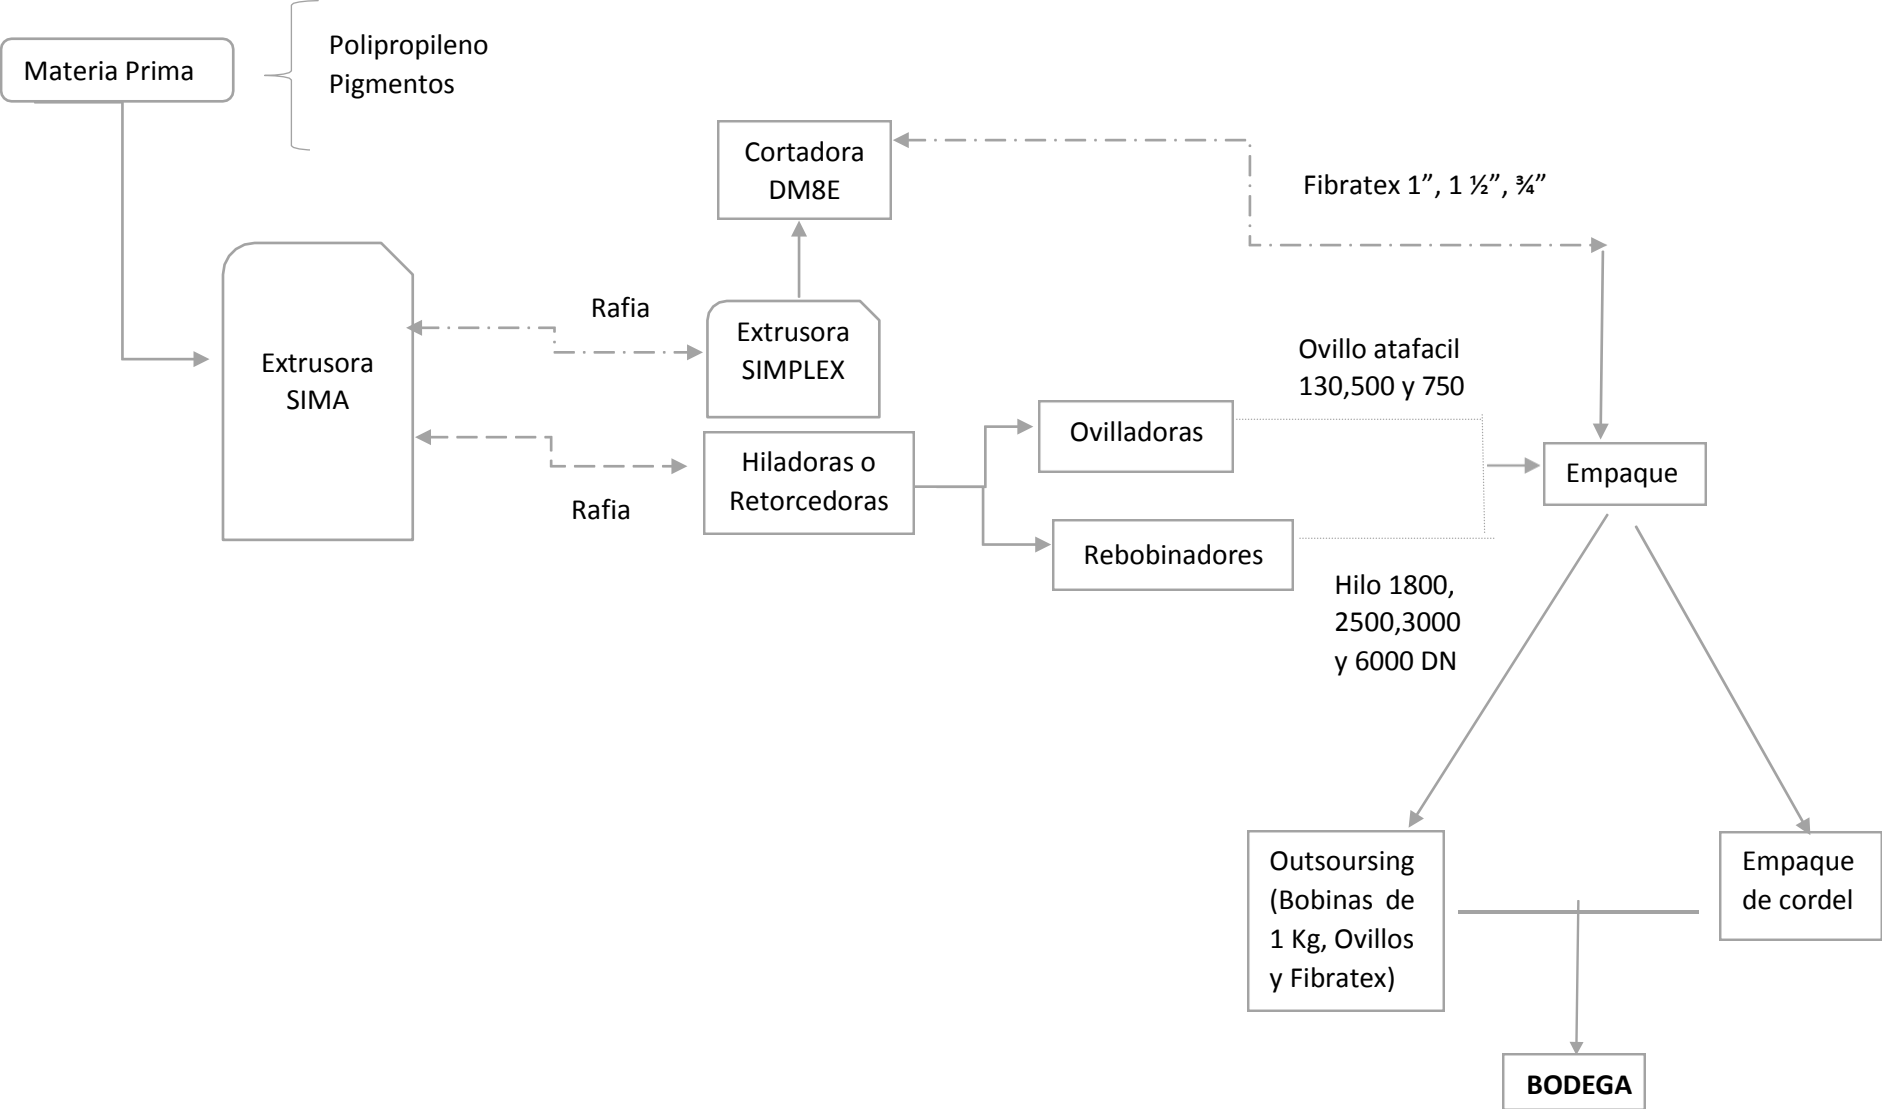 Materia Prima
Polipropileno
Pigmentos
Cortadora
DM8E
Fibratex 1”, 1 ½”, ¾”
Rafia
Extrusora
SIMA
Extrusora
SIMPLEX
Ovillo atafacil
130,500 y 750
Ovilladoras
Hiladoras o
Retorcedoras
Rafia
Empaque
Rebobinadores
Hilo 1800,
2500,3000
y 6000 DN
Outsoursing
(Bobinas de
1 Kg, Ovillos
y Fibratex)
Empaque
de cordel
BODEGA